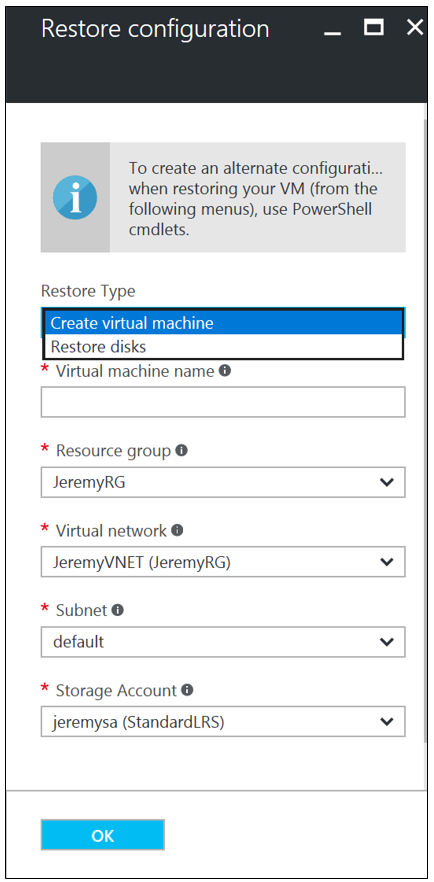 Restore configuration
To create an alternate configurati...
when restoring your VM (from the
following menus), use PowerShell
cmdlets.
Restore Type
Create virtual machine
Restore disks
* Virtual machine name
* Resource group
JeremyRG
* Virtual network
JeremyVNET (JeremyRG)
* Subnet
default
* Storage Account
jeremysa (StandardLRS)
OK